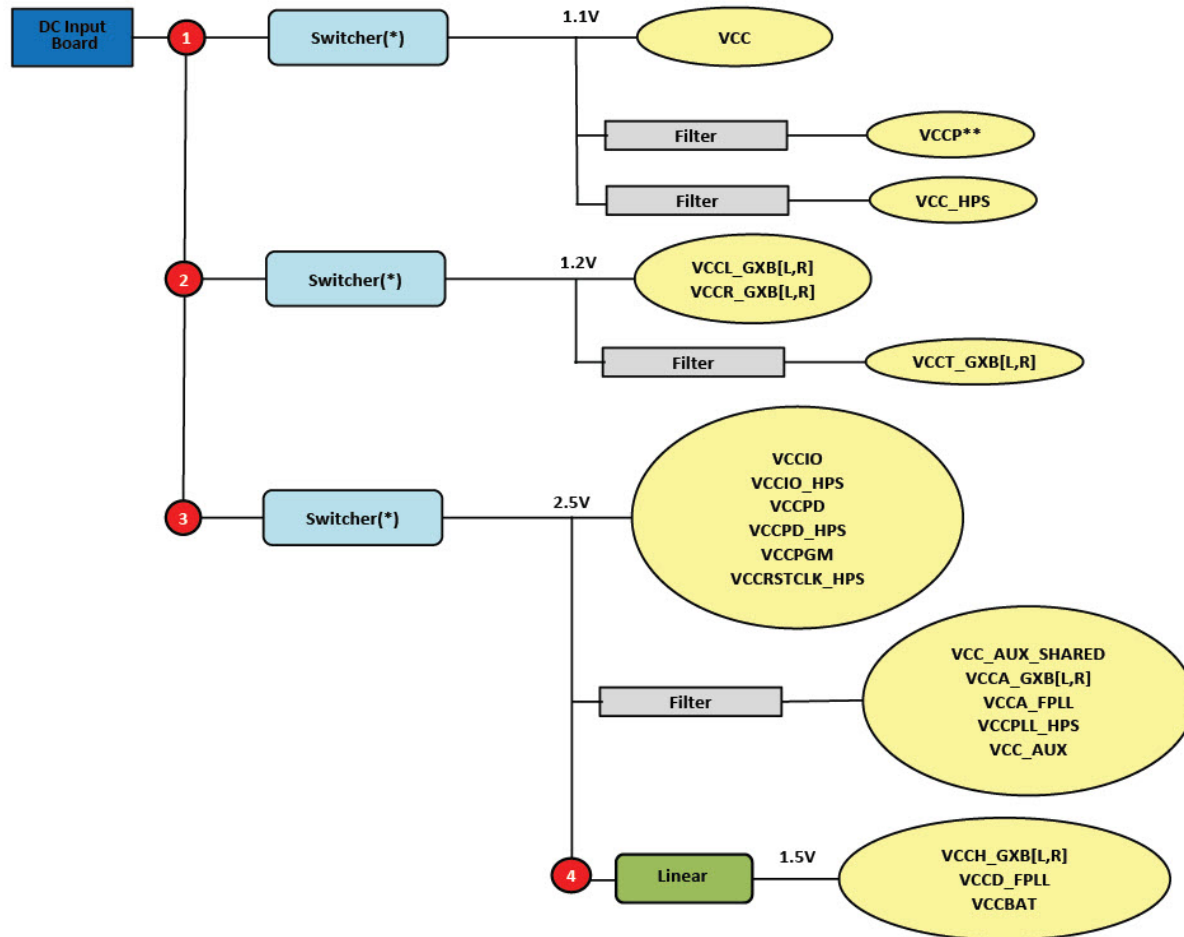 DC Input
Board
1
Switcher(*)
1.1V
VCC
Filter
VCCP**
Filter
VCC_HPS
2
Switcher(*)
1.2V
VCCL_GXB[L,R]
VCCR_GXB[L,R]
Filter
VCCT_GXB[L,R]
3
Switcher(*)
2.5V
VCCIO
VCCIO_HPS
VCCPD
VCCPD_HPS
VCCPGM
VCCRSTCLK_HPS
Filter
VCC_AUX_SHARED
VCCA_GXB[L,R]
VCCA_FPLL
VCCPLL_HPS
VCC_AUX
4
Linear
1.5V
VCCH_GXB[L,R]
VCCD_FPLL
VCCBAT